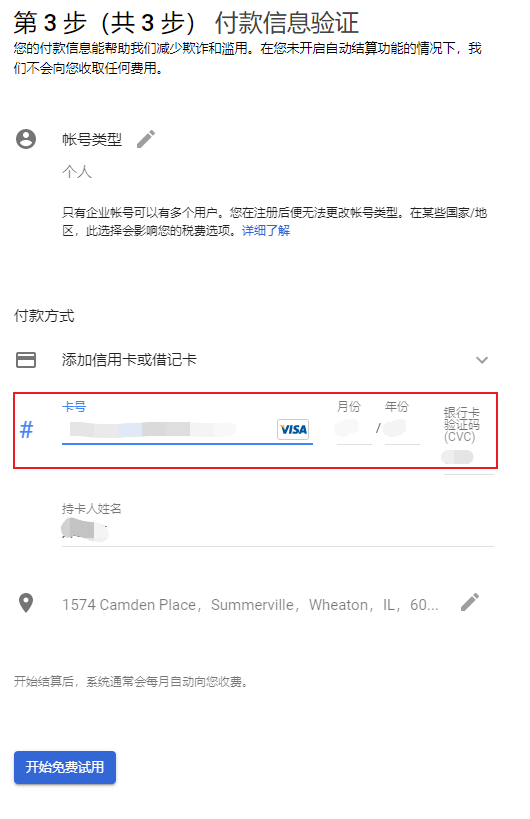 第 3 步（共 3 步） 付款信息验证
您的付款信息能帮助我们减少欺诈和滥用。在您未开启自动结算功能的情况下，我
们不会向您收取任何费用。
帐号类型
个人
只有企业帐号可以有多个用户。您在注册后便无法更改帐号类型。在某些国家/地
区，此选择会影响您的税费选项。详细了解
付款方式
添加信用卡或借记卡
卡号
月份
年份
银行卡
验证码
(CVC)
#
VISA
/
持卡人姓名
1574 Camden Place，Summerville，Wheaton，IL，60...
开始结算后，系统通常会每月自动向您收费。
开始免费试用